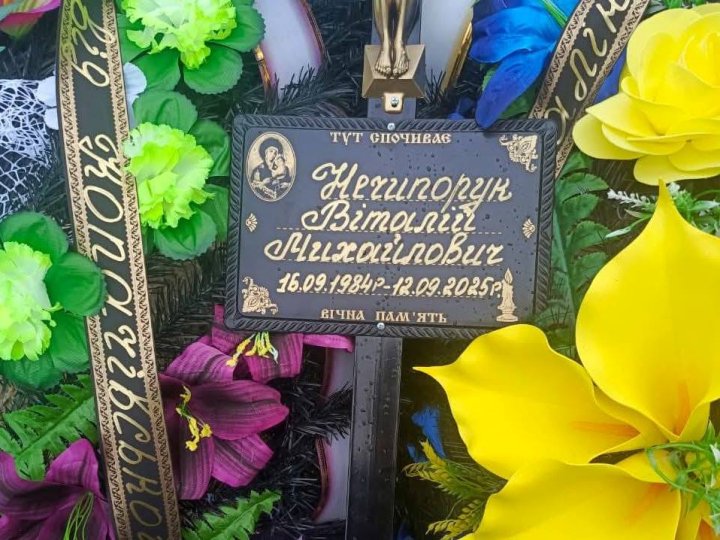 ТУТ СПОЧИВАЄ
Нечипорук
Віталій
Михайлович
16.09.1984р-12.09.2025р.
ВІЧНА ПАМ'ЯТЬ